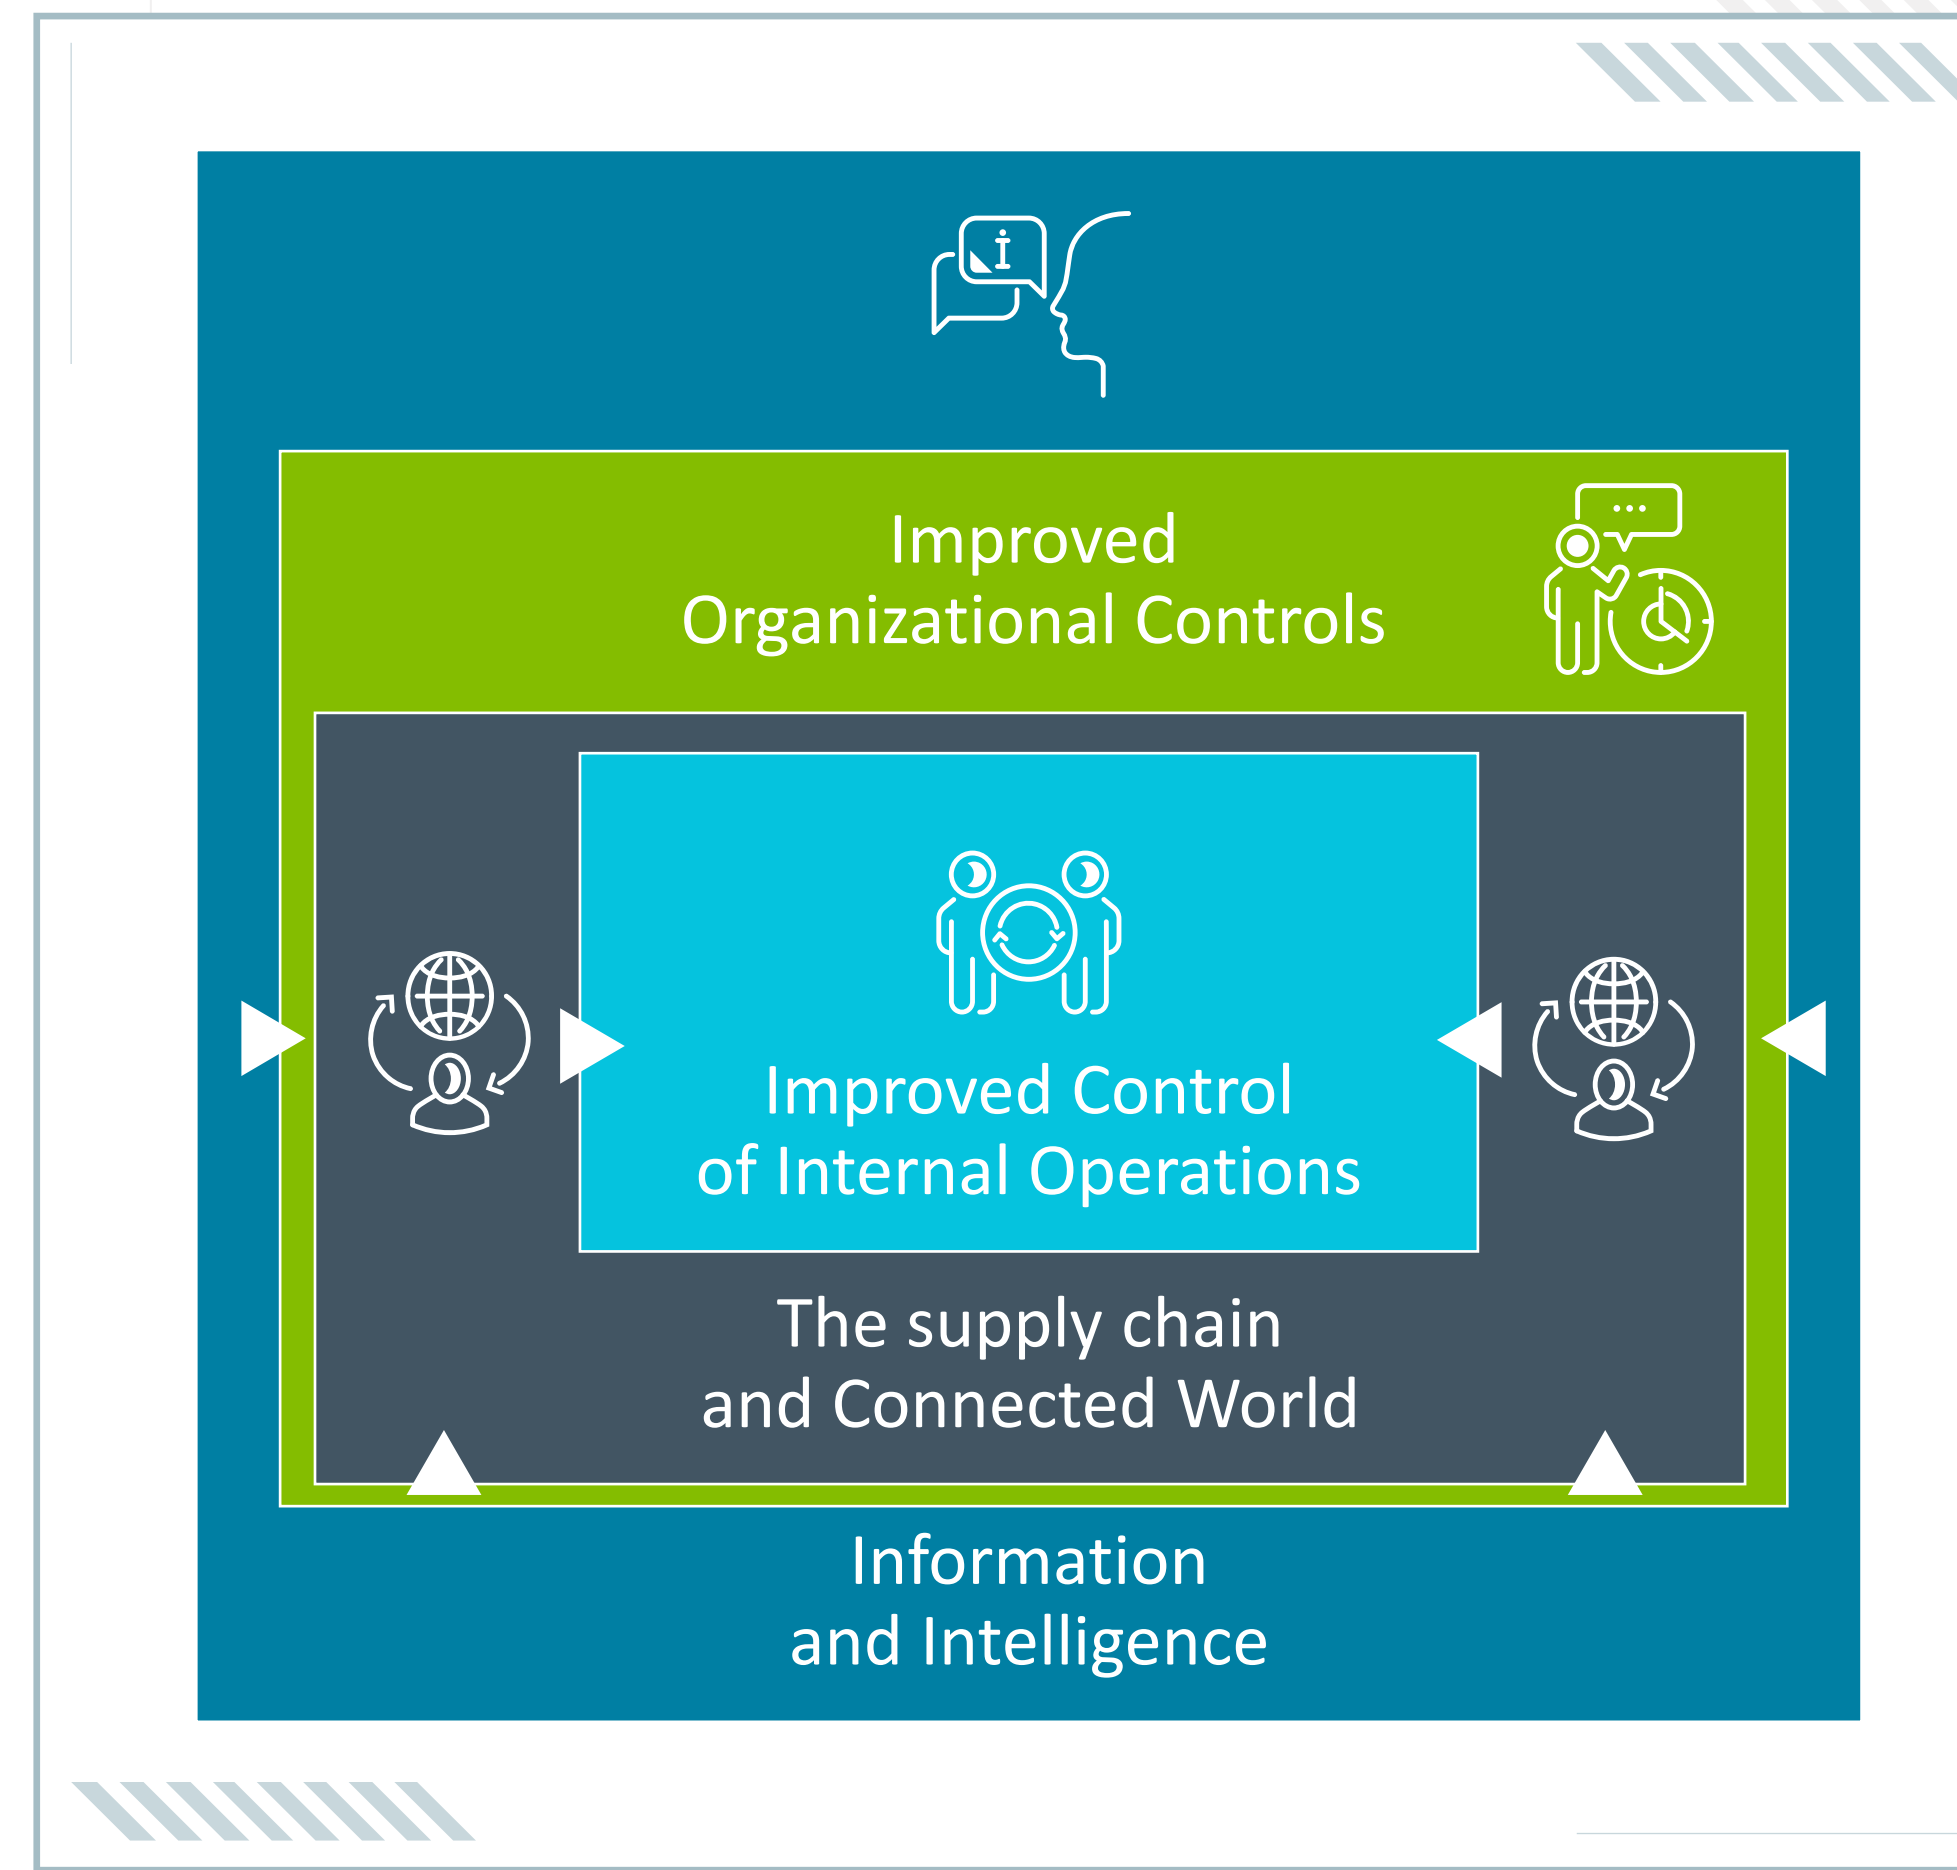 i
Improved
Organizational Controls
Improved Control
of Internal Operations
The supply chain
and Connected World
Information
and Intelligence